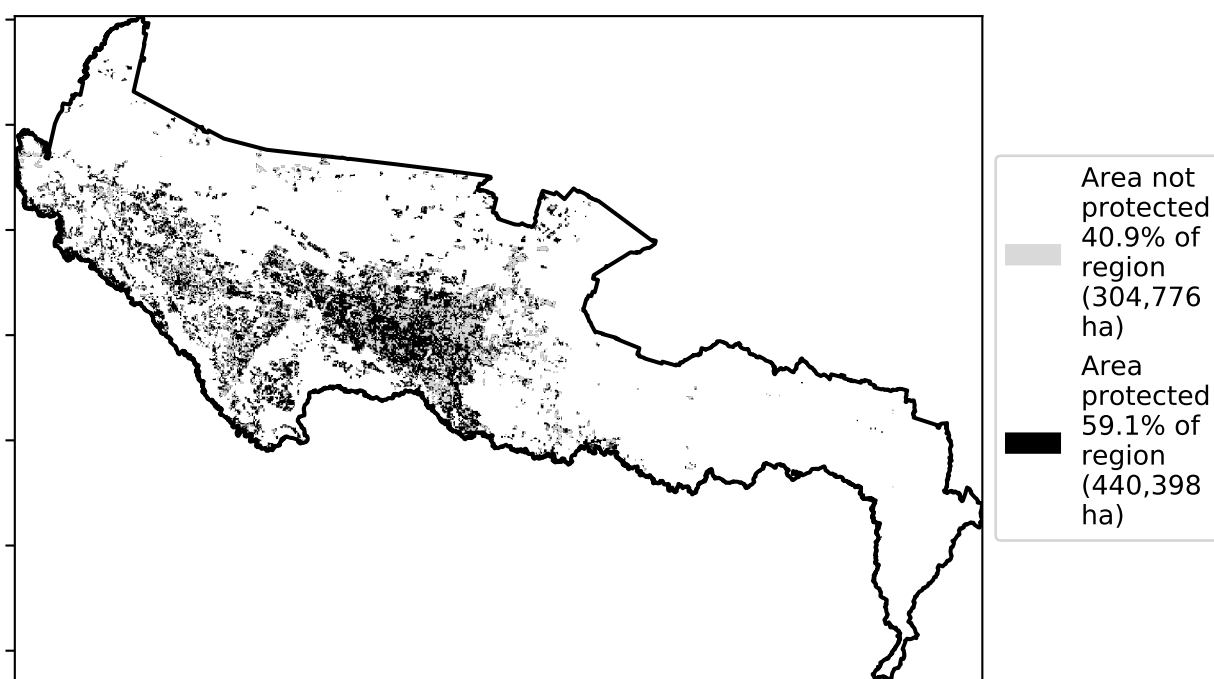 Area not
protected
40.9% of
region
(304,776
ha)
Area
protected
59.1% of
region
(440,398
ha)